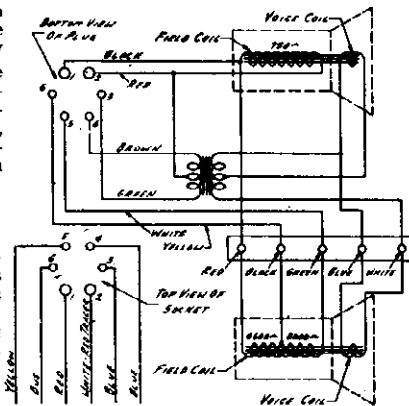 BOTTOM VIEW
OF PLUG
VOICE COIL
FIELD COIL
750
BLACK
RED
1
2
6
3
5
4
BROWN
GREEN
WHITE
YELLOW
RED
BLACK
GREEN
BLUE
WHITE
5
4
6
3
1
2
TOP VIEW OF
SOCKET
FIELD COIL
VOICE COIL
YELLOW
BUS
RED
WHITE-RED TRACER
BLUE
BLUE